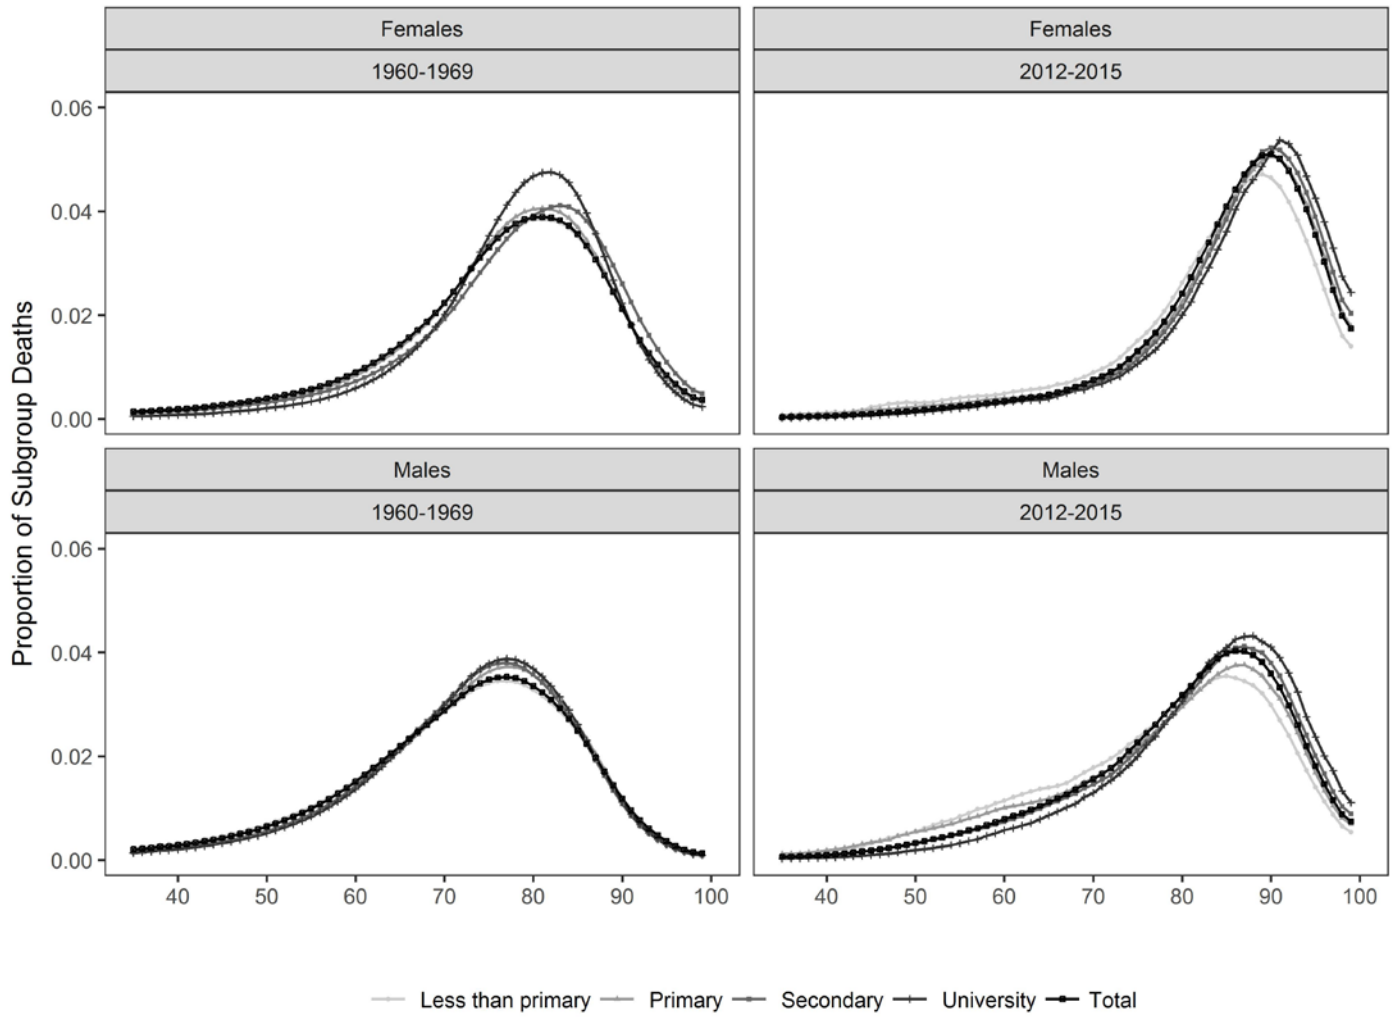 Females
Females
1960-1969
2012-2015
0.06
0.04
0.02
0.00
Males
Males
1960-1969
2012-2015
0.06
0.04
0.02
0.00
Proportion of Subgroup Deaths
40 50 60 70 80 90 100
40 50 60 70 80 90 100
Less than primary Primary Secondary University Total